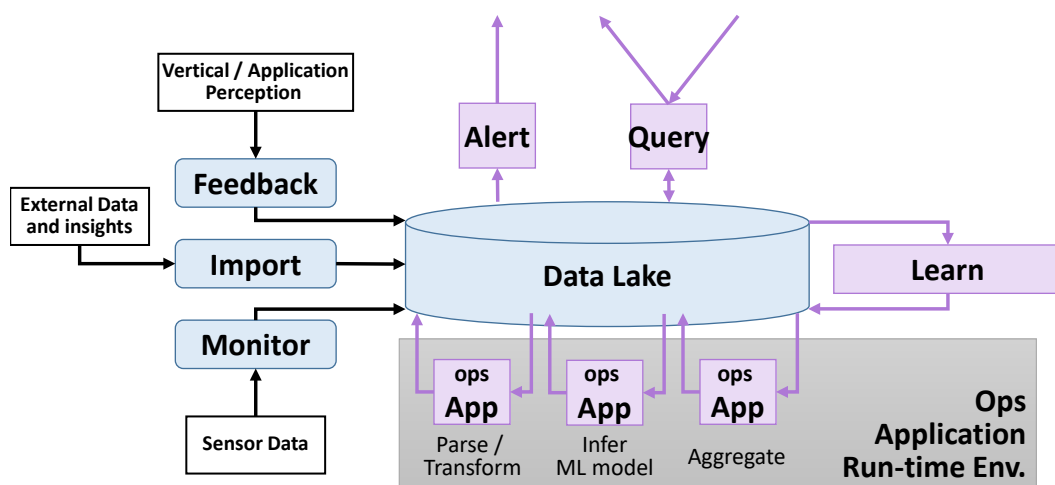 Vertical / Application
Perception
Alert
Query
Feedback
External Data
and insights
Import
Data Lake
Learn
Monitor
Sensor Data
ops
App
Parse /
Transform
ops
App
Infer
ML model
ops
App
Aggregate
Ops
Application
Run-time Env.